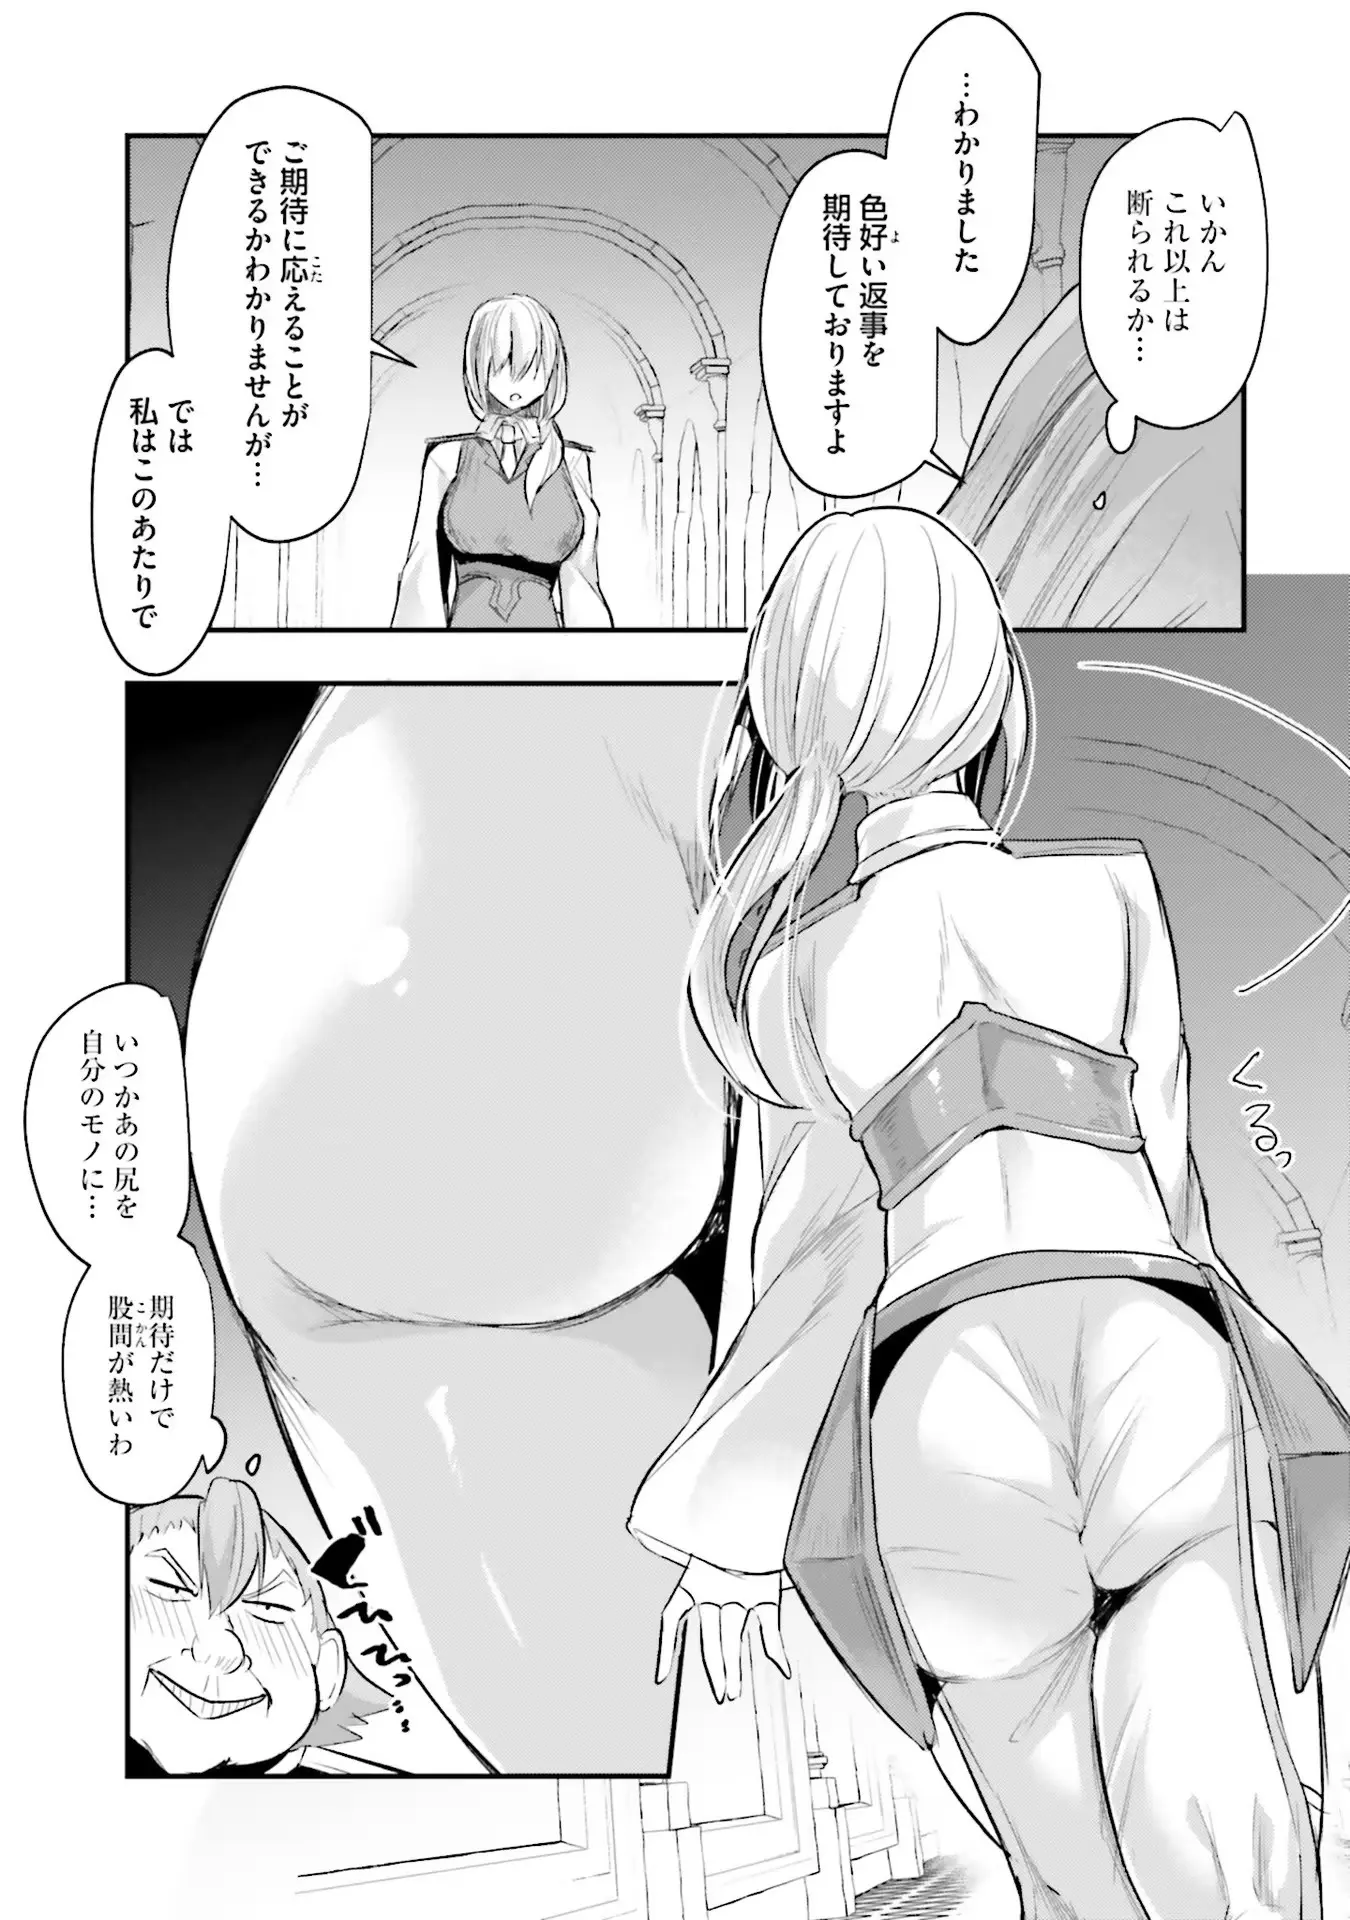 いかん
これ以上は
断られるか…
…わかりました
色好い返事を
期待しておりますよ
ご期待に応えることが
できるかわかりませんが…
では
私はこのあたりで
くるっ
いつかあの尻を
自分のモノに…
期待だけで
股間が熱いわ